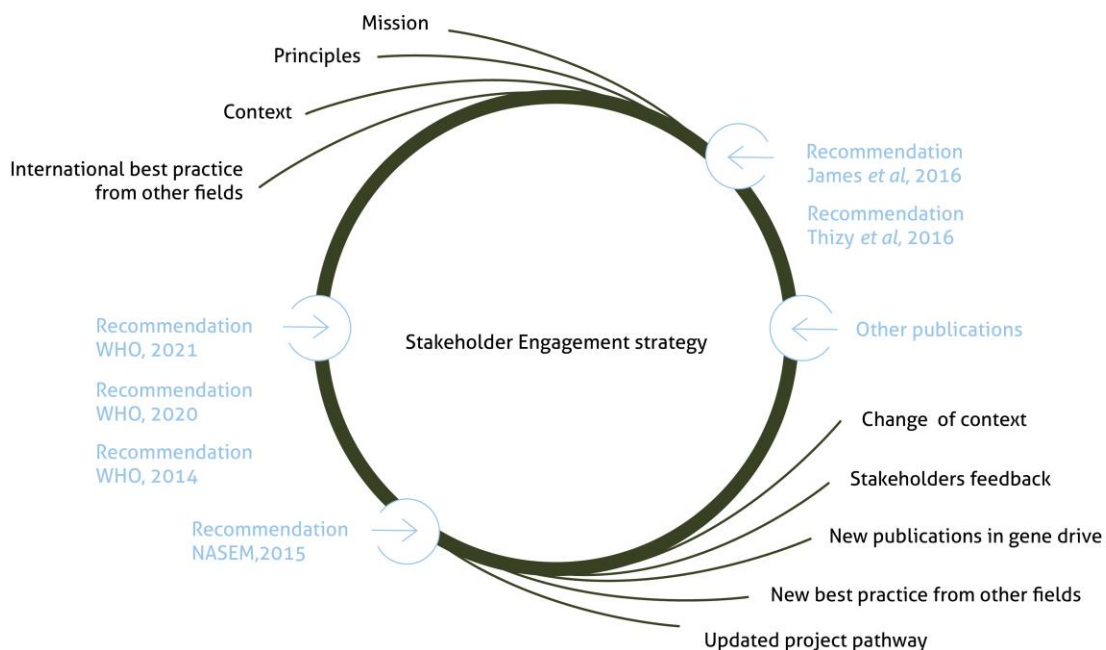 Mission
Principles
Context
International best practice
from other fields
Recommendation
James et al, 2016
Recommendation
Thizy et al, 2016
Recommendation
WHO, 2021
Recommendation
WHO, 2020
Recommendation
WHO, 2014
Recommendation
NASEM,2015
Stakeholder Engagement strategy
Other publications
Change of context
Stakeholders feedback
New publications in gene drive
New best practice from other fields
Updated project pathway